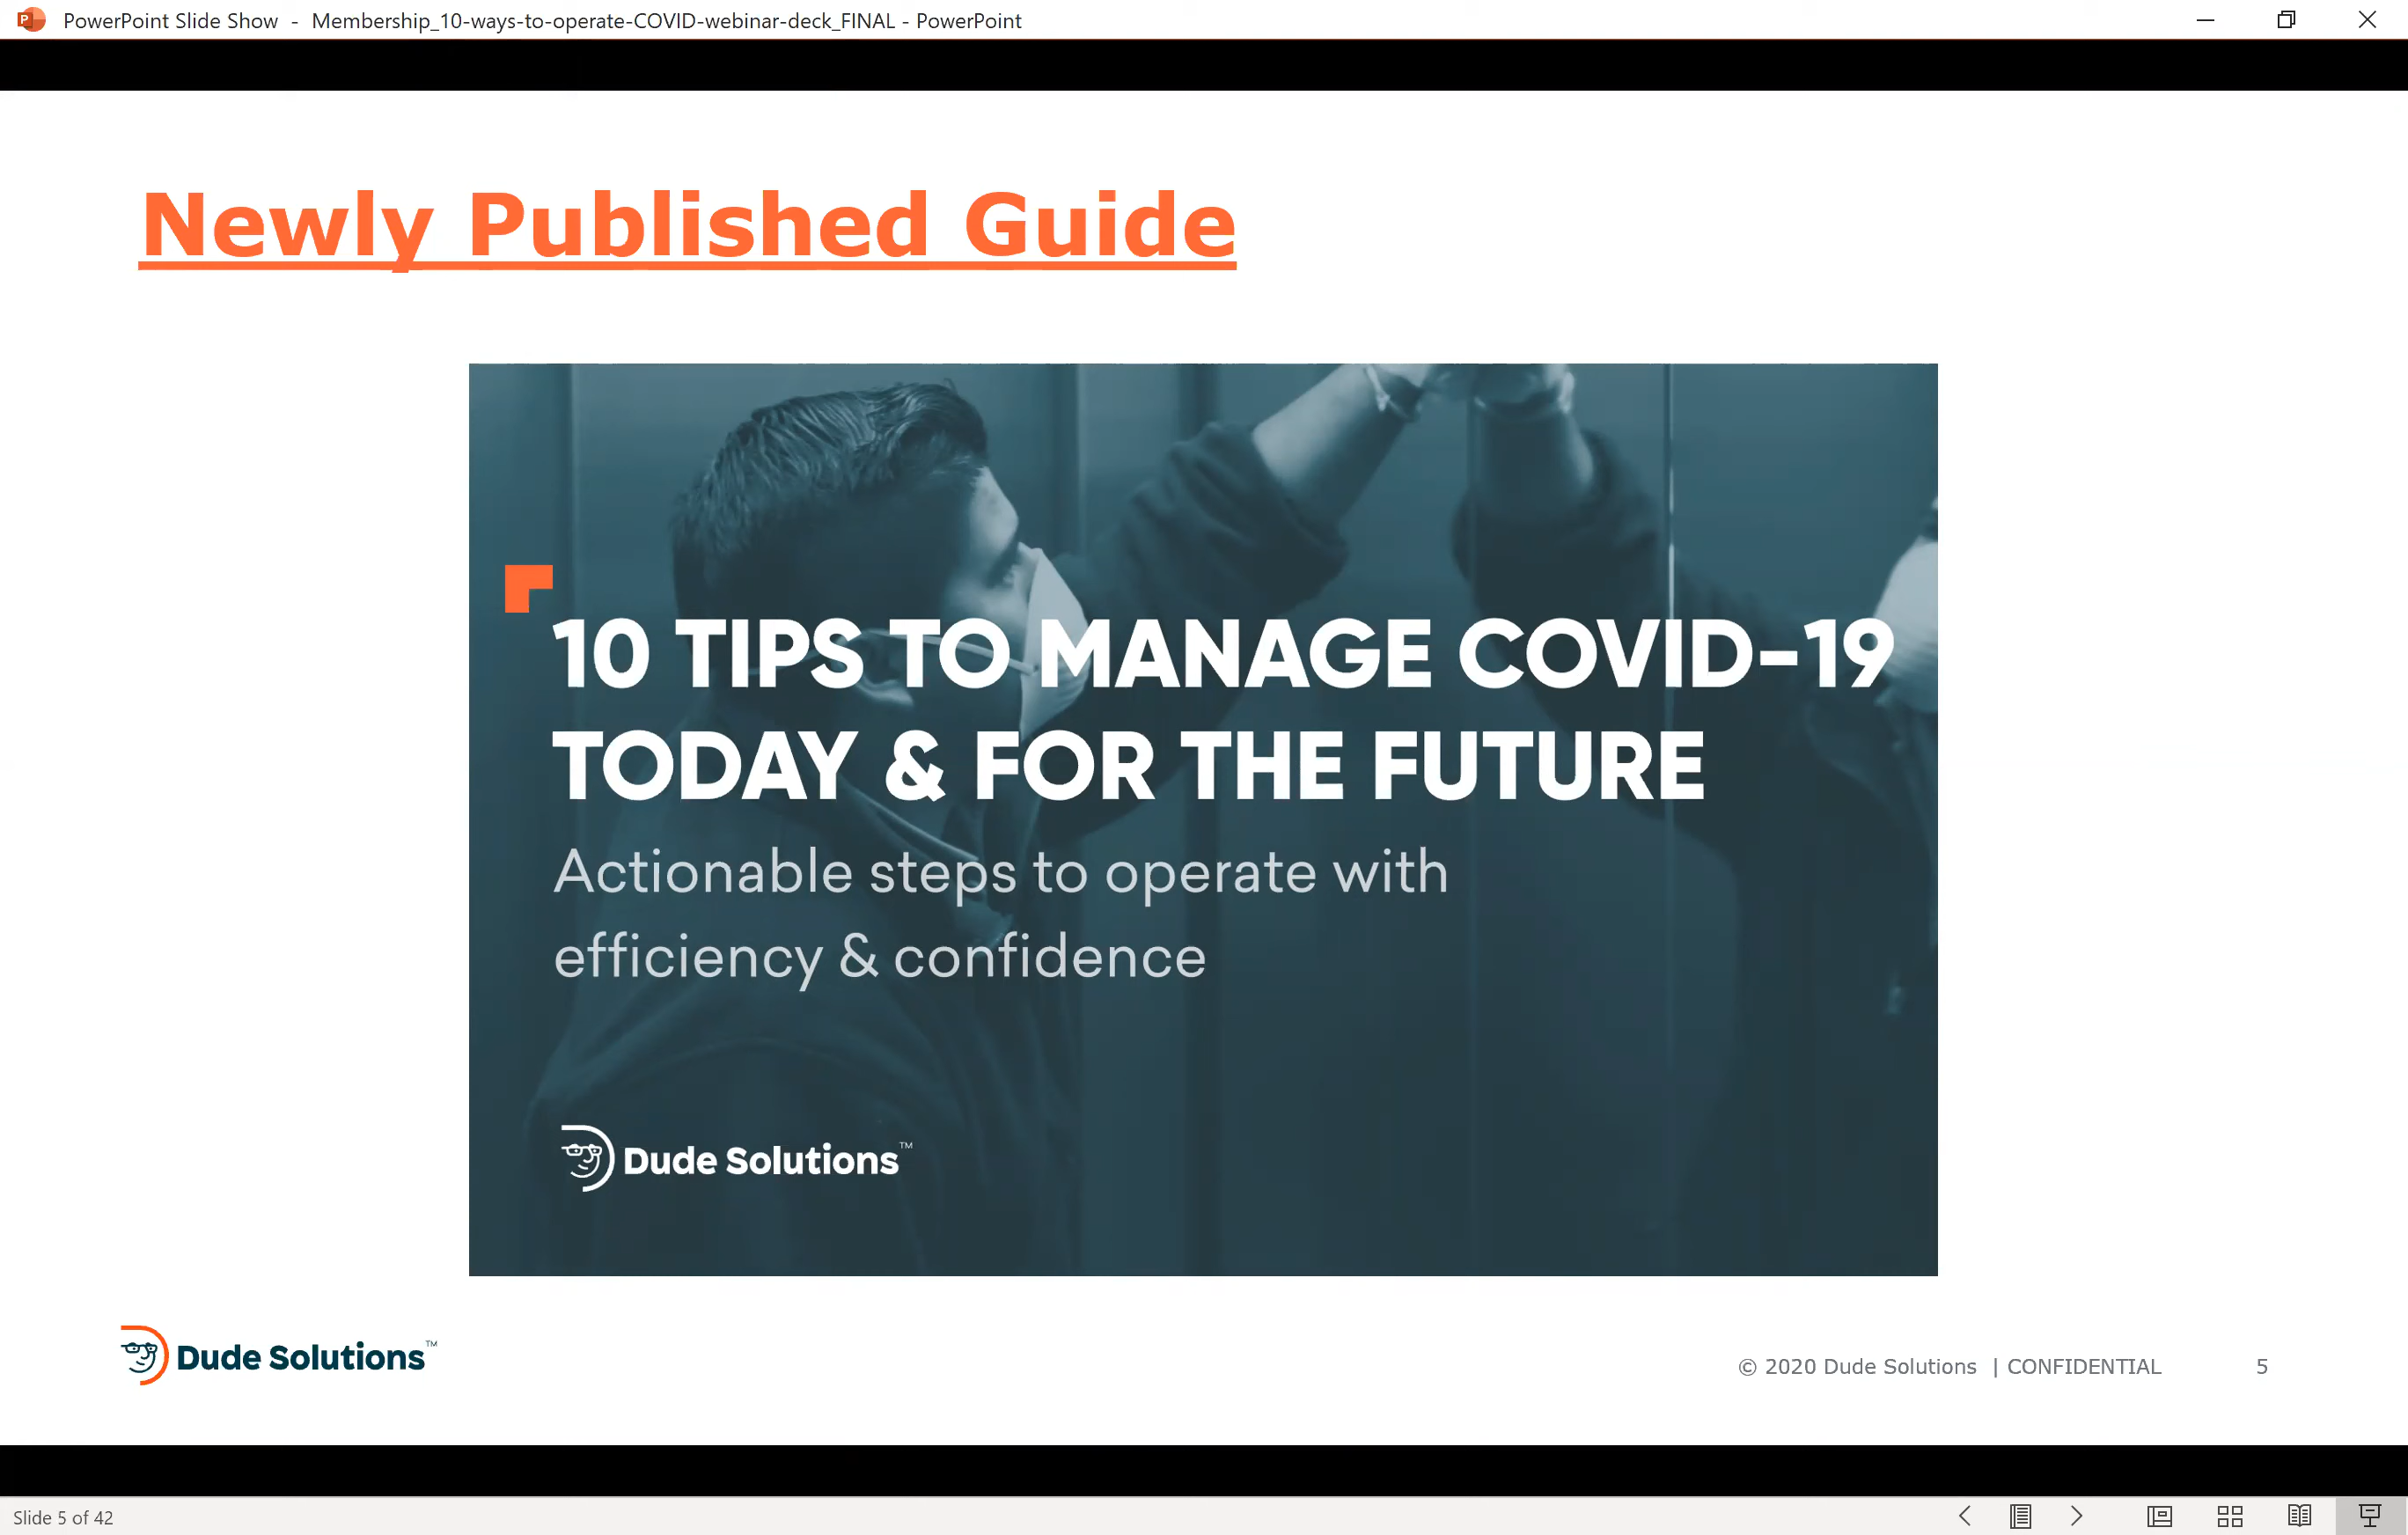 PowerPoint Slide Show - Membership_10-ways-to-operate-COVID-webinar-deck_FINAL - PowerPoint
Newly Published Guide
10 TIPS TO MANAGE COVID-19
TODAY & FOR THE FUTURE
Actionable steps to operate with
efficiency & confidence
Dude Solutions™
Dude Solutions™
© 2020 Dude Solutions | CONFIDENTIAL 5
Slide 5 of 42